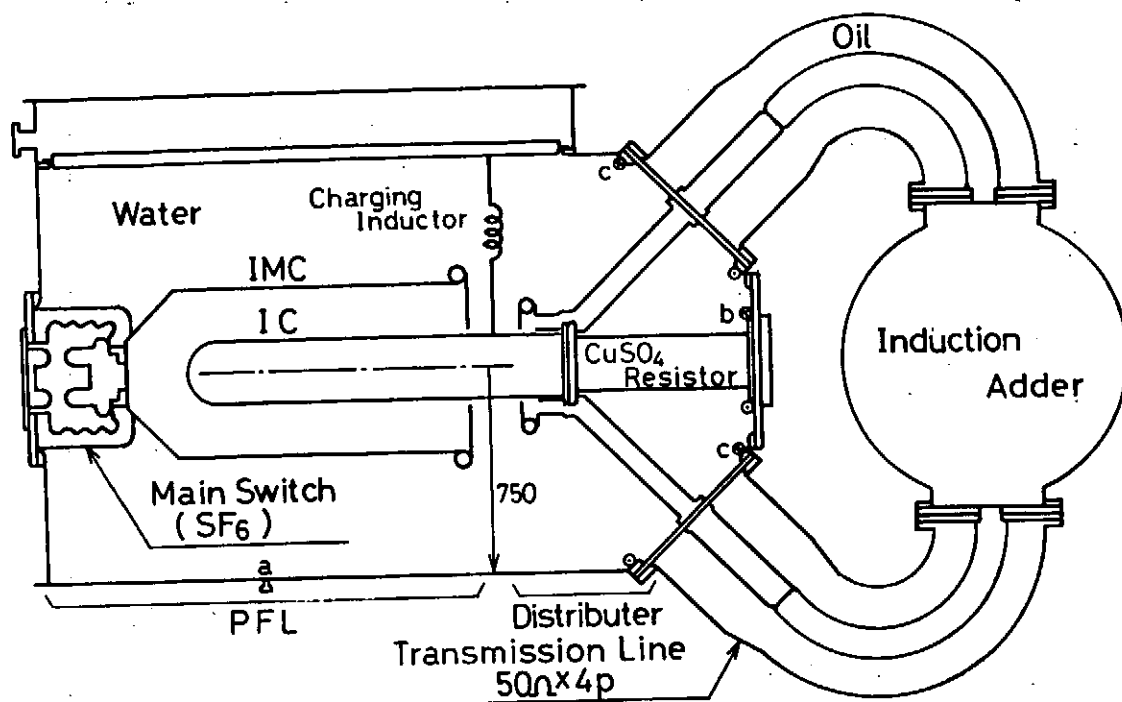 Oil
c
Water
Charging
Inductor
IMC
IC
b
CuSO4
Resistor
Induction
Adder
c
750
Main Switch
(SF6)
a
PFL
Distributer
Transmission Line
50Ω×4p